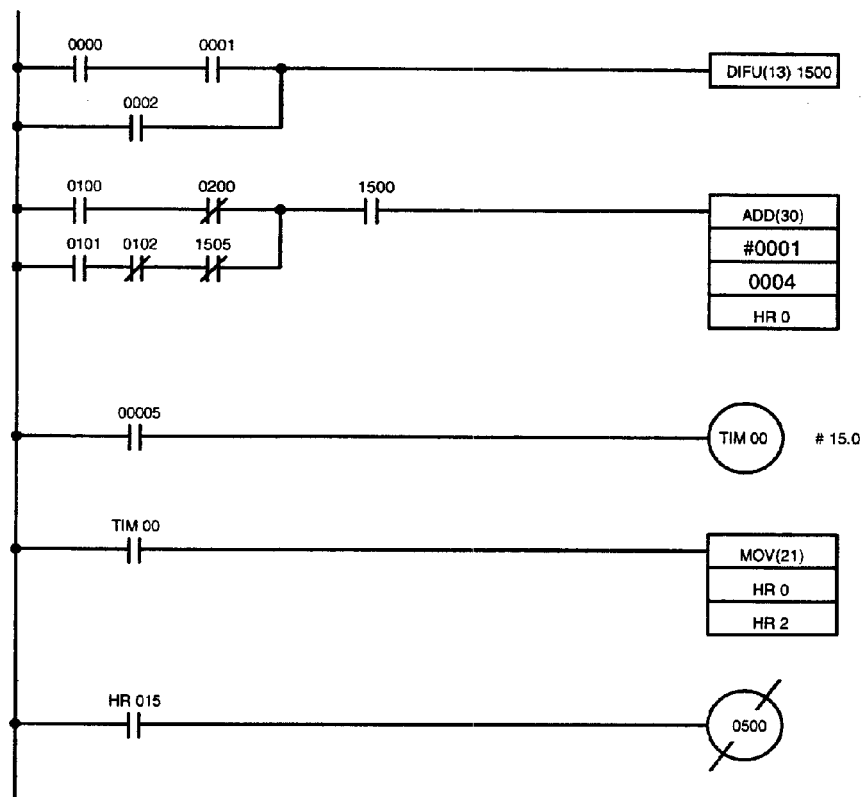 0000 0001
DIFU(13) 1500
0002
0100 0200 1500
ADD(30)
0101 0102 1505
#0001
0004
HR 0
00005
TIM 00 # 15.0
TIM 00
MOV(21)
HR 0
HR 2
HR 015
0500